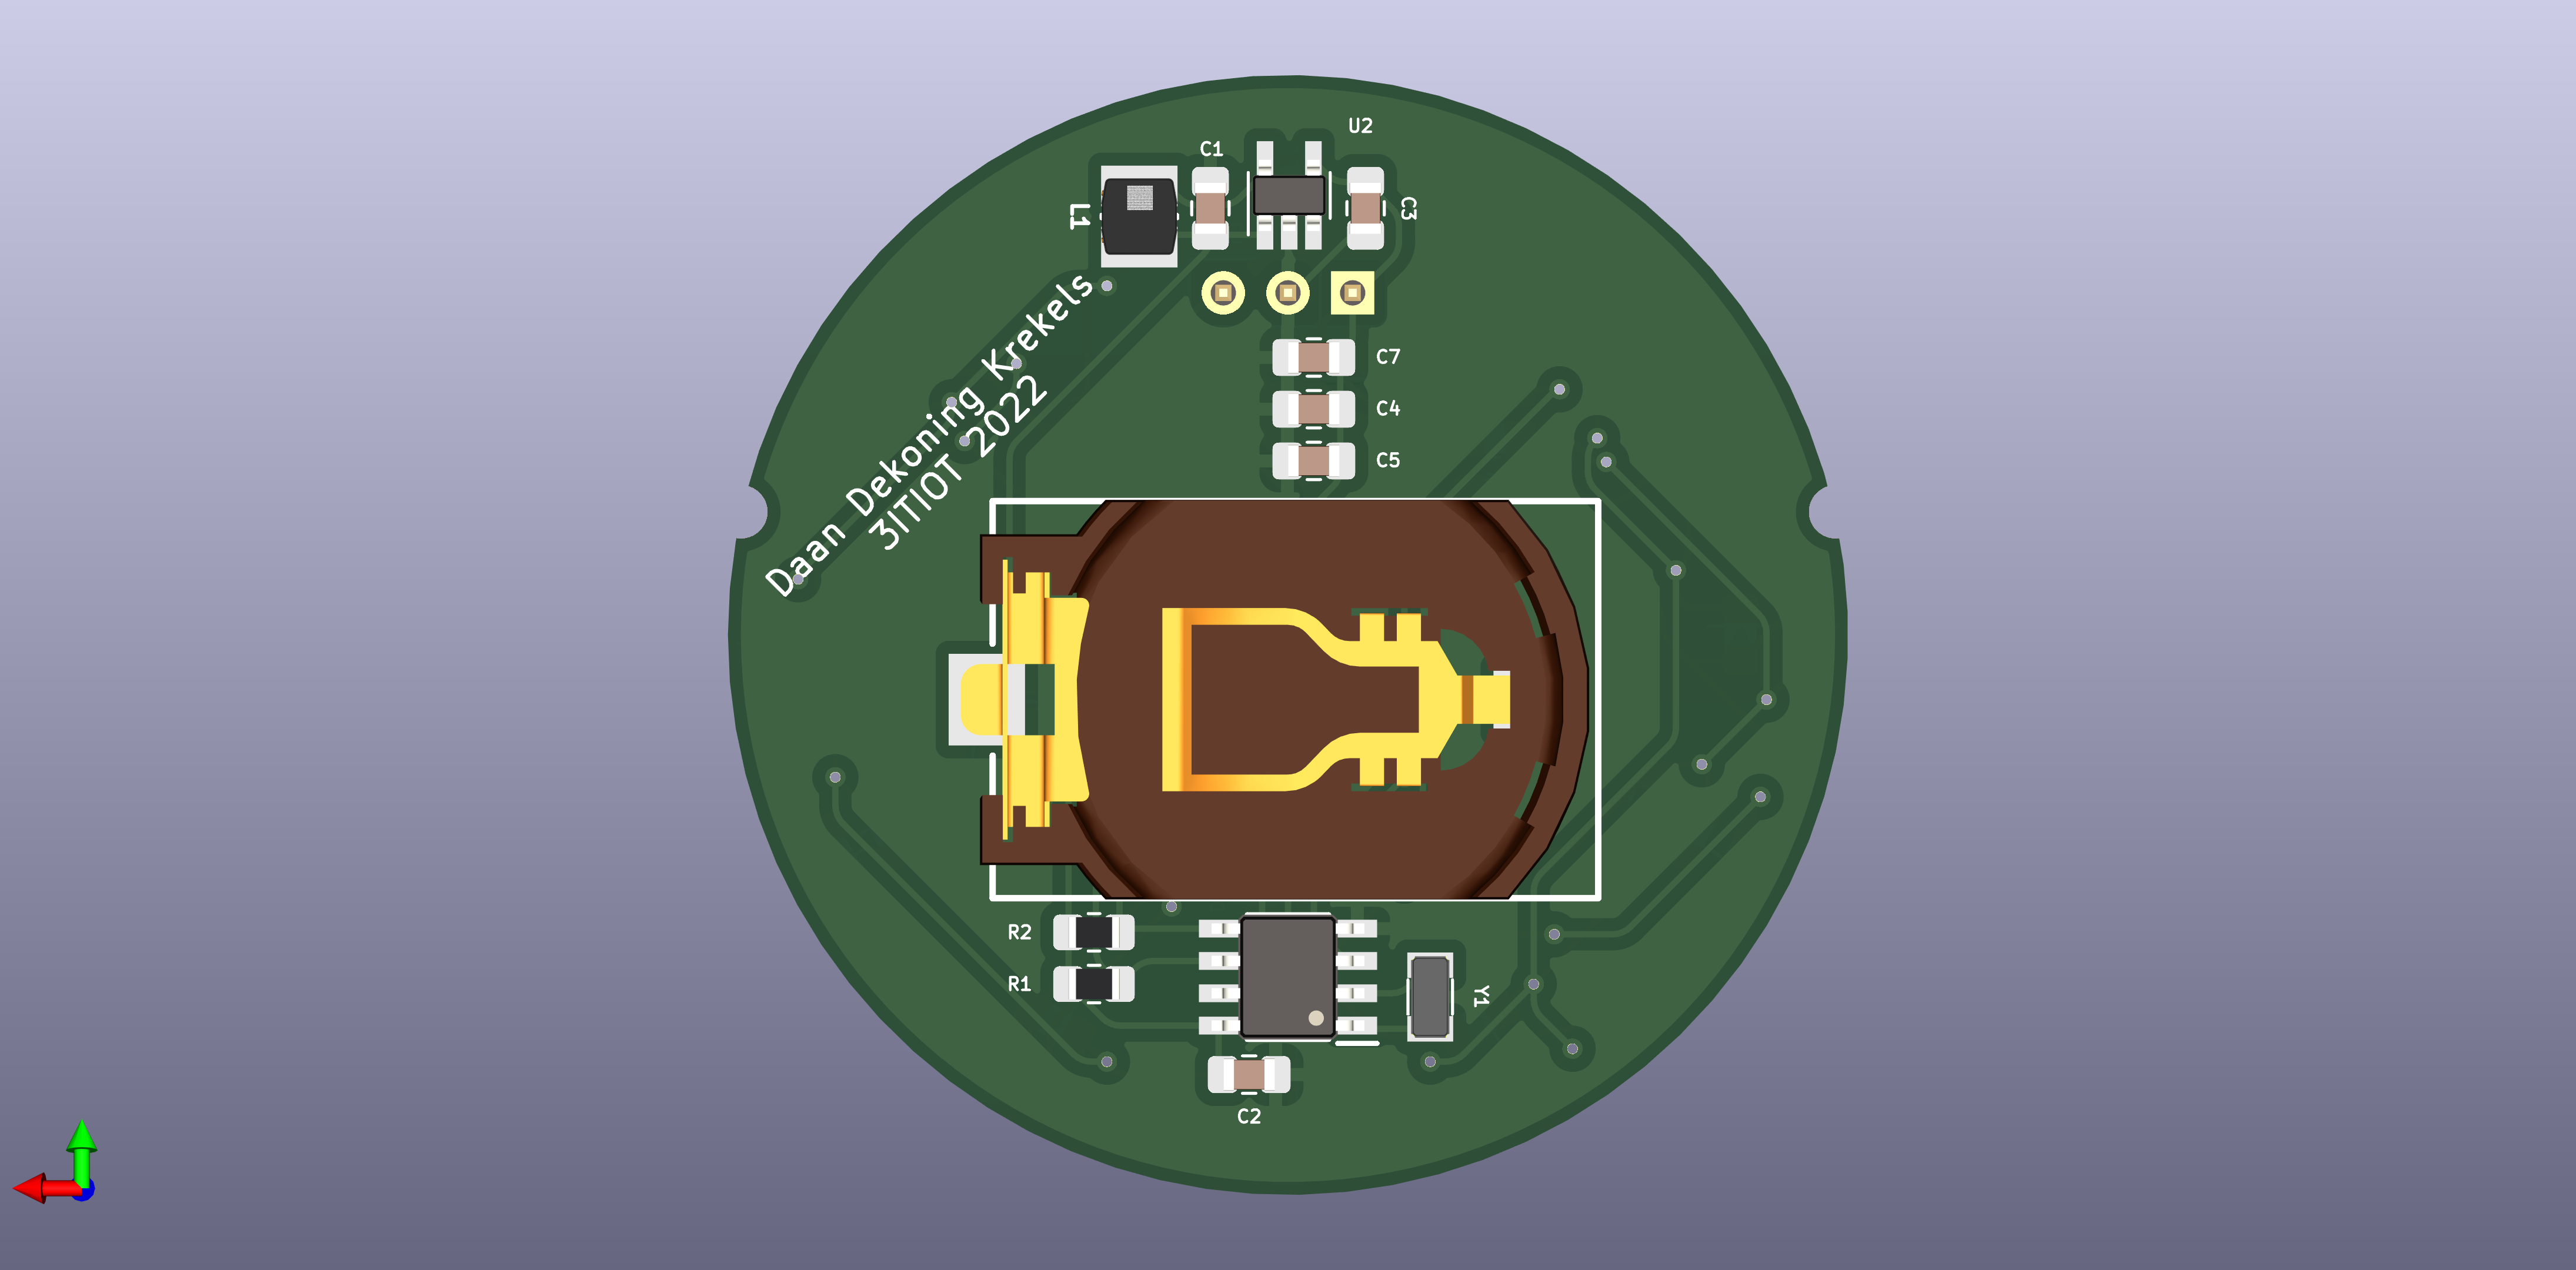 U2
C1
L1
C3
Daan Dekoning Krekels
3ITIOT 2022
C7
C4
C5
R2
R1
Y1
C2